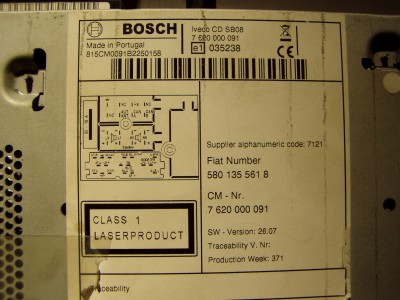 BOSCH
Iveco CD SB08
7 620 000 091
Made in Portugal
815CM0091B2250158
e1 035238
Supplier alphanumeric code: 7121
Fiat Number
580 135 561 8
CM - Nr.
7 620 000 091
CLASS 1
LASERPRODUCT
SW - Version: 26.07
Traceability V. Nr:
Production Week: 371
Traceability